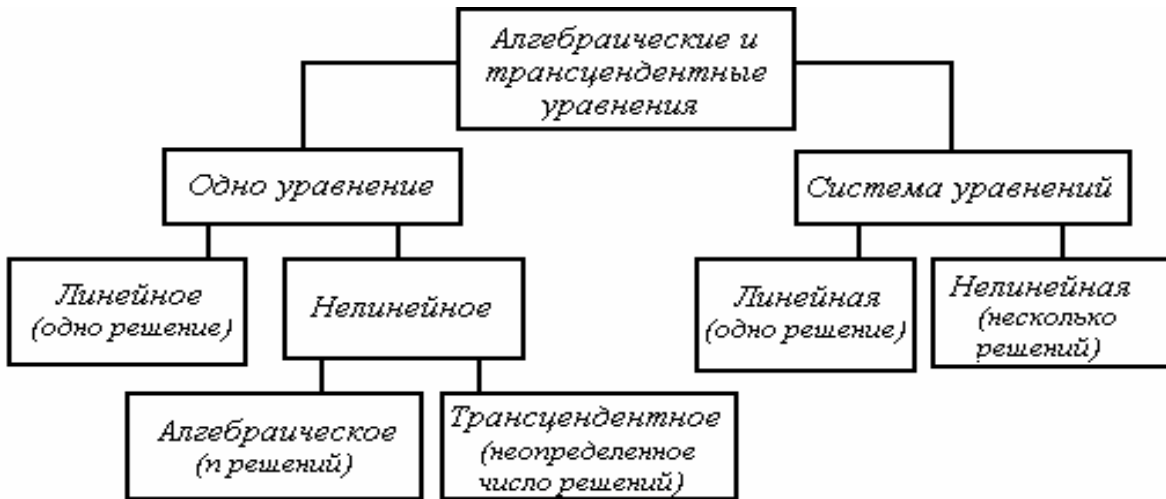 Алгебраические и
трансцендентные
уравнения
Одно уравнение
Система уравнений
Линейное
(одно решение)
Нелинейное
Линейная
(одно решение)
Нелинейная
(несколько
решений)
Алгебраическое
(n решений)
Трансцендентное
(неопределенное
число решений)